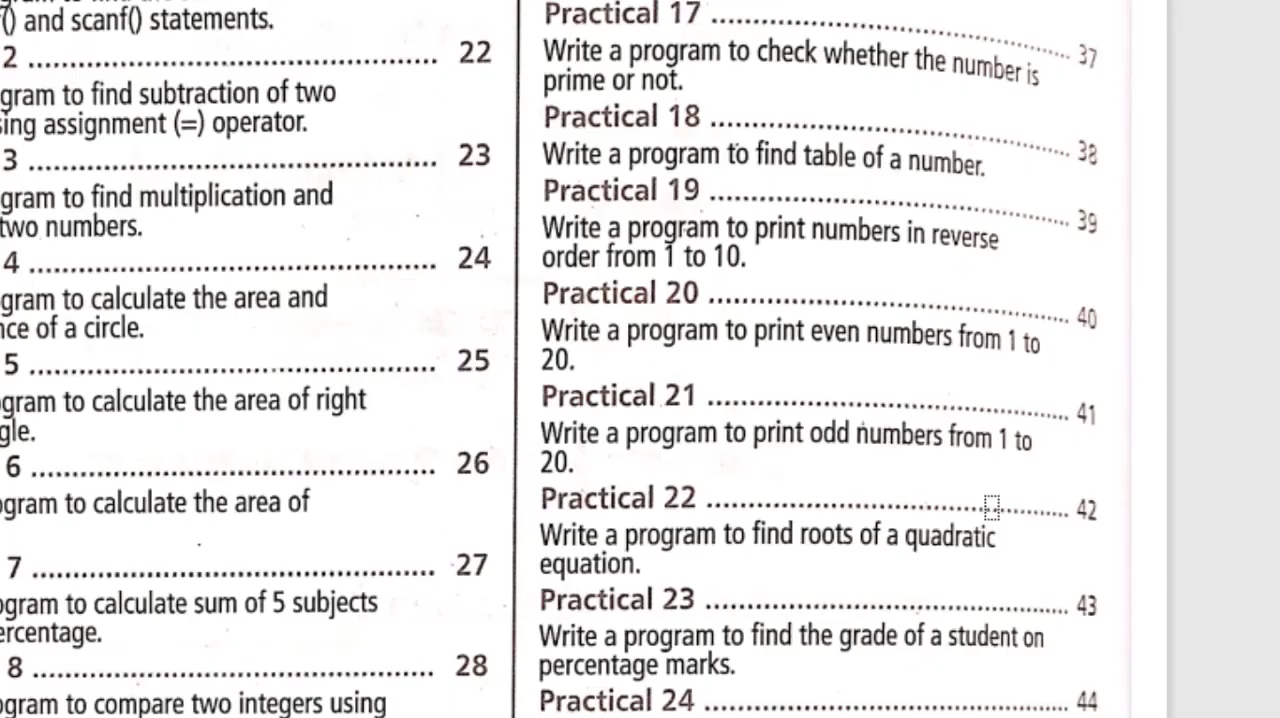 () and scanf() statements.
2 ........................ 22
gram to find subtraction of two
sing assignment (=) operator.
3 ........................ 23
gram to find multiplication and
two numbers.
4 ........................ 24
gram to calculate the area and
nce of a circle.
5 ........................ 25
ogram to calculate the area of right
gle.
6 ........................ 26
ogram to calculate the area of
7 ........................ 27
ogram to calculate sum of 5 subjects
ercentage.
8 ........................ 28
ogram to compare two integers using
Practical 17 ........................ 37
Write a program to check whether the number is
prime or not.
Practical 18 ........................ 38
Write a program to find table of a number.
Practical 19 ........................ 39
Write a program to print numbers in reverse
order from 1 to 10.
Practical 20 ........................ 40
Write a program to print even numbers from 1 to
20.
Practical 21 ........................ 41
Write a program to print odd numbers from 1 to
20.
Practical 22 ........................ 42
Write a program to find roots of a quadratic
equation.
Practical 23 ........................ 43
Write a program to find the grade of a student on
percentage marks.
Practical 24 ........................ 44